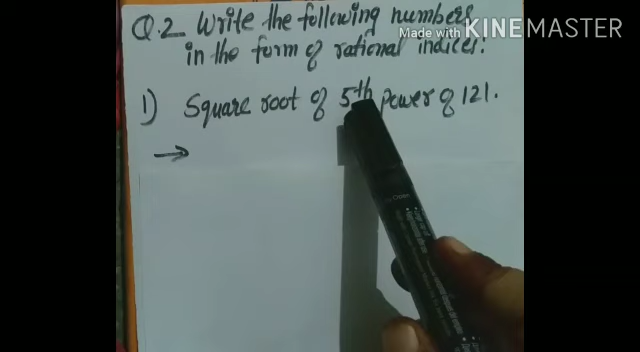 Q.2 Write the following numbers
in the form of rational indices:
Made with KINEMASTER
1) Square root of 5th power of 121.
→